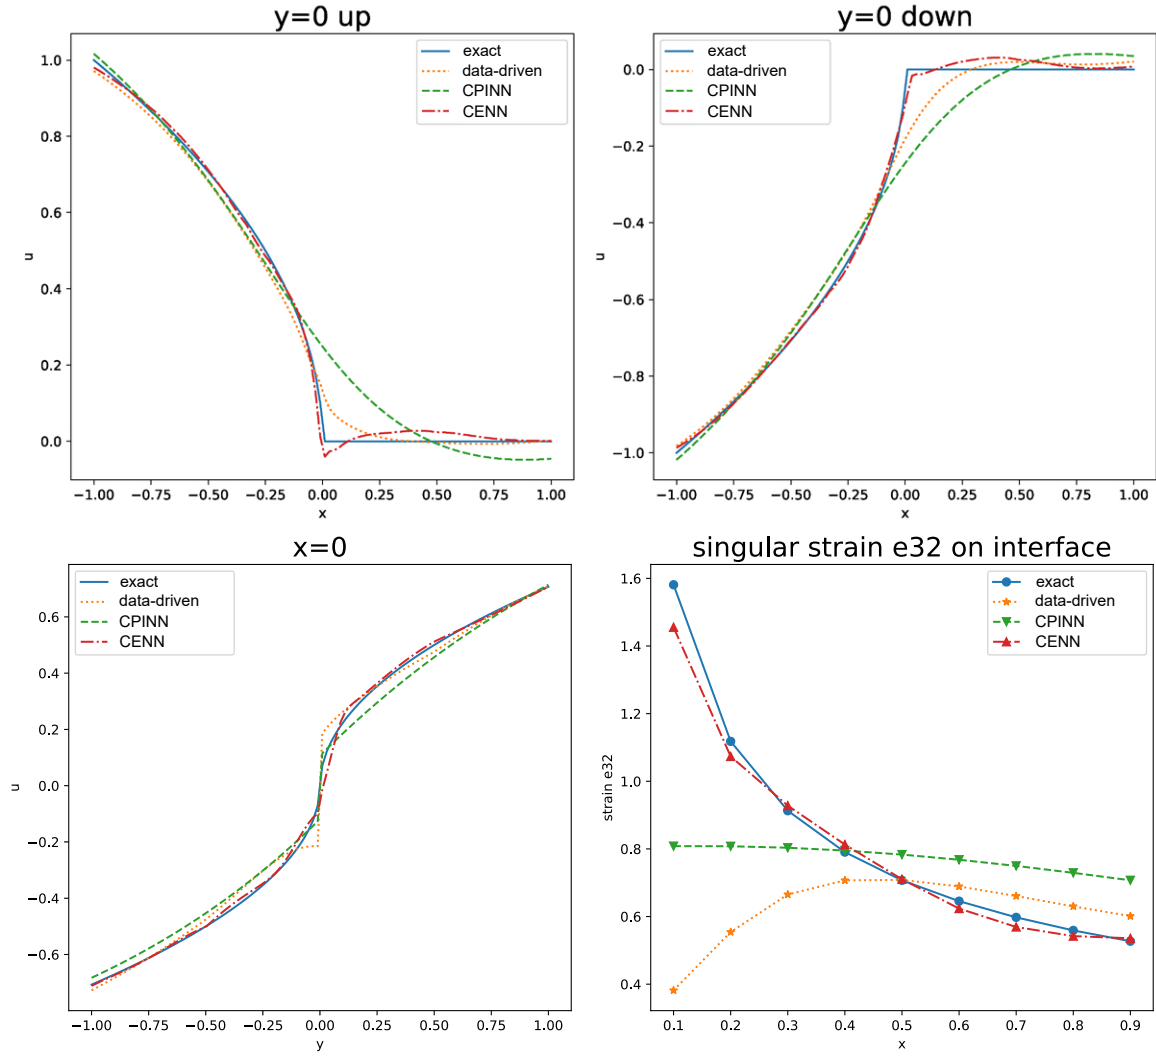 y=0 up
1.0
0.8
0.6
0.4
0.2
0.0
u
exact
data-driven
CPINN
CENN
−1.00 −0.75 −0.50 −0.25 0.00 0.25 0.50 0.75 1.00
x
y=0 down
0.0
−0.2
−0.4
−0.6
−0.8
−1.0
u
exact
data-driven
CPINN
CENN
−1.00 −0.75 −0.50 −0.25 0.00 0.25 0.50 0.75 1.00
x
x=0
0.6
0.4
0.2
0.0
−0.2
−0.4
−0.6
u
exact
data-driven
CPINN
CENN
−1.00 −0.75 −0.50 −0.25 0.00 0.25 0.50 0.75 1.00
y
singular strain e32 on interface
1.6
1.4
1.2
1.0
0.8
0.6
0.4
strain e32
exact
data-driven
CPINN
CENN
0.1 0.2 0.3 0.4 0.5 0.6 0.7 0.8 0.9
x